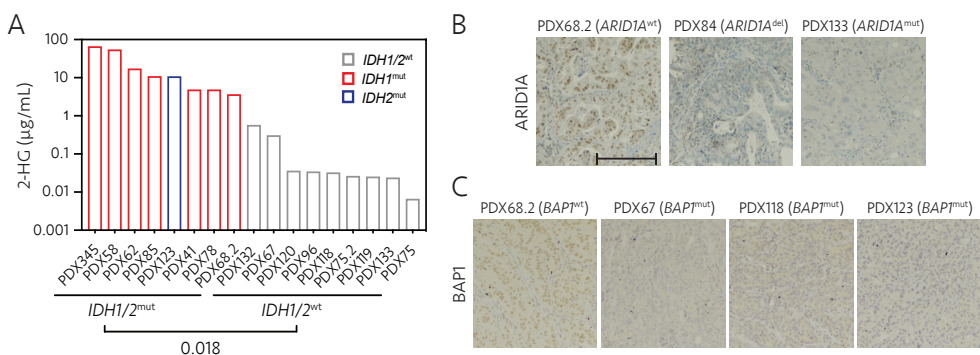 A
100
10
1
0.1
0.01
0.001
2-HG (µg/mL)
IDH1/2wt
IDH1mut
IDH2mut
PDX345
PDX58
PDX62
PDX85
PDX123
PDX41
PDX78
PDX68.2
PDX132
PDX67
PDX120
PDX96
PDX118
PDX75.2
PDX119
PDX133
PDX75
IDH1/2mut
IDH1/2wt
0.018
B
PDX68.2 (ARID1Awt)
PDX84 (ARID1Adel)
PDX133 (ARID1Amut)
ARID1A
C
PDX68.2 (BAP1wt)
PDX67 (BAP1mut)
PDX118 (BAP1mut)
PDX123 (BAP1mut)
BAP1